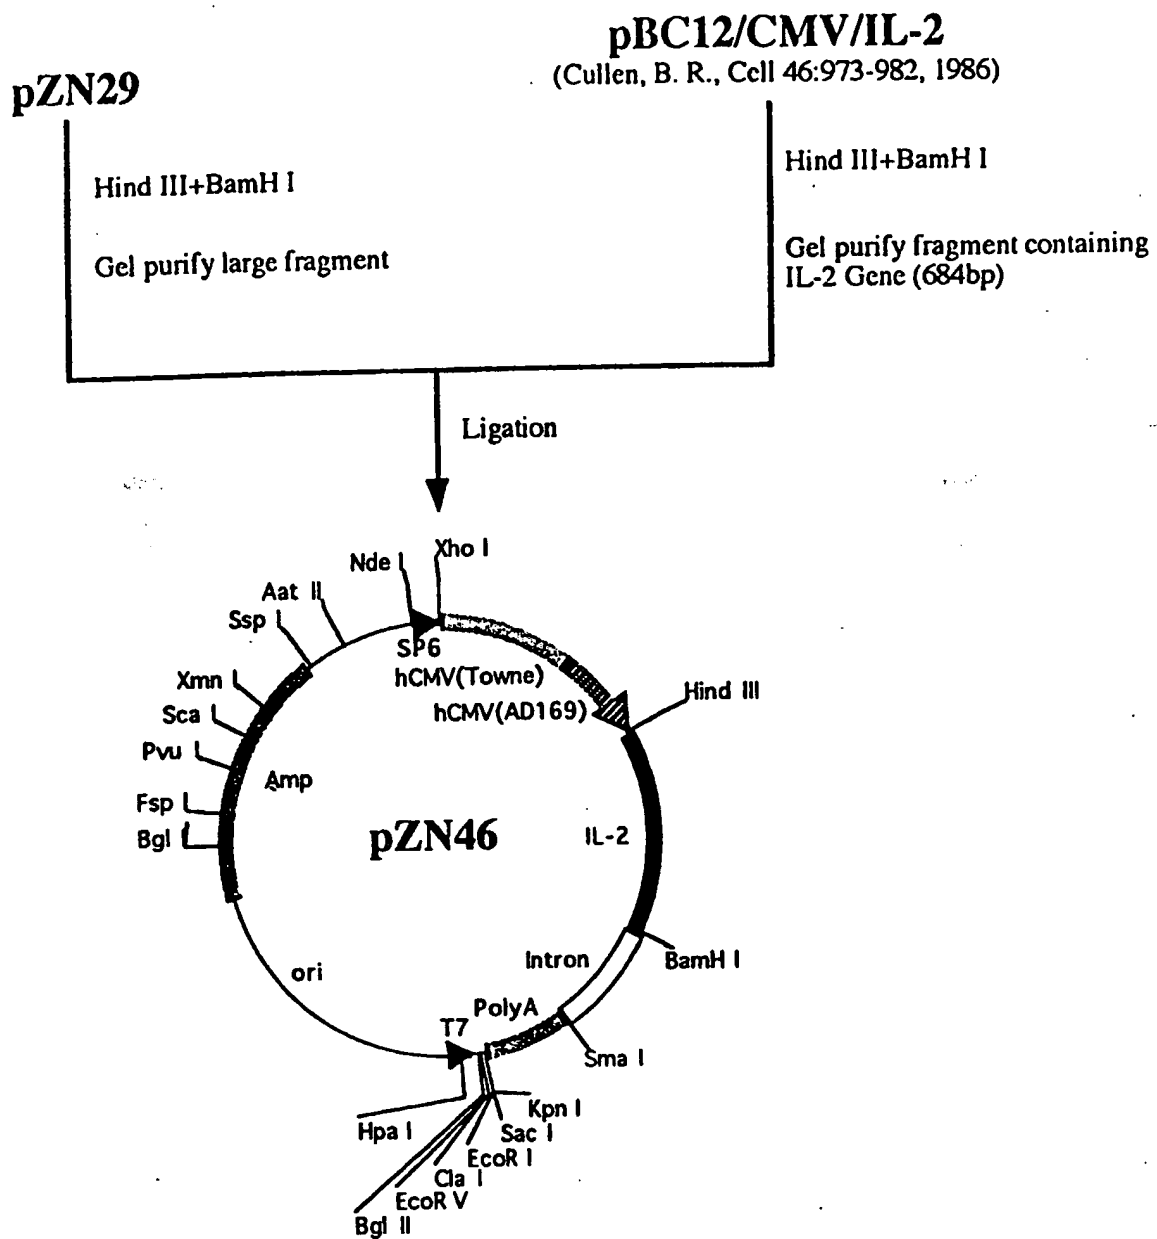 pBC12/CMV/IL-2
(Cullen, B. R., Cell 46:973-982, 1986)
pZN29
Hind III+BamH I
Gel purify large fragment
Hind III+BamH I
Gel purify fragment containing
IL-2 Gene (684bp)
Ligation
Xho I
Nde I
Aat II
Ssp I
Xmn I
Sca I
Pvu I
Fsp I
Bgl I
SP6
hCMV(Towne)
hCMV(AD169)
Hind III
Amp
pZN46
IL-2
BamH I
Intron
ori
PolyA
T7
Sma I
Kpn I
Sac I
EcoR I
Cla I
EcoR V
Bgl II
Hpa I